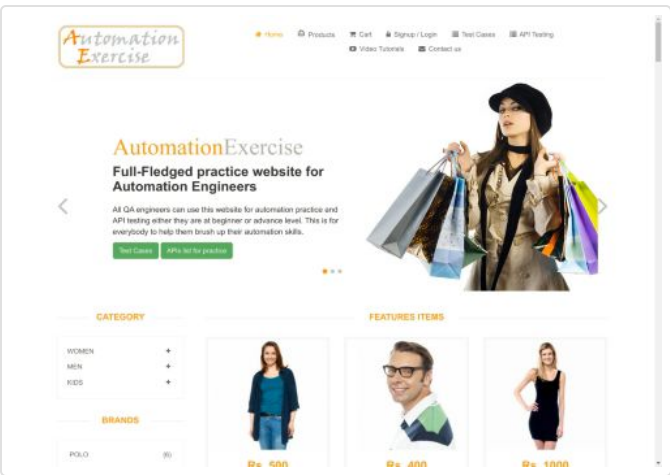 Automation
Exercise
Home Products Cart Signup / Login Test Cases API Testing
Video Tutorials Contact us
AutomationExercise
Full-Fledged practice website for
Automation Engineers
All QA engineers can use this website for automation practice and
API testing either they are at beginner or advance level. This is for
everybody to help them brush up their automation skills.
Test Cases APIs list for practice
CATEGORY
WOMEN +
MEN +
KIDS +
BRANDS
POLO (6)
FEATURES ITEMS
Rs. 500 Rs. 400 Rs. 1000